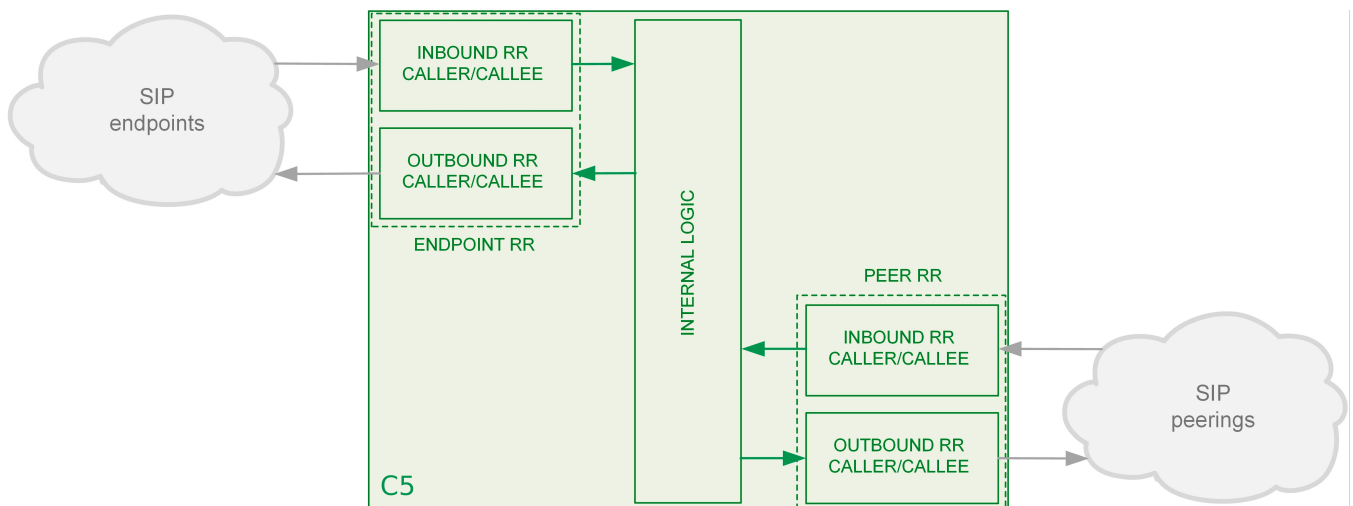 SIP
endpoints
INBOUND RR
CALLER/CALLEE
OUTBOUND RR
CALLER/CALLEE
ENDPOINT RR
INTERNAL LOGIC
PEER RR
INBOUND RR
CALLER/CALLEE
OUTBOUND RR
CALLER/CALLEE
SIP
peerings
C5